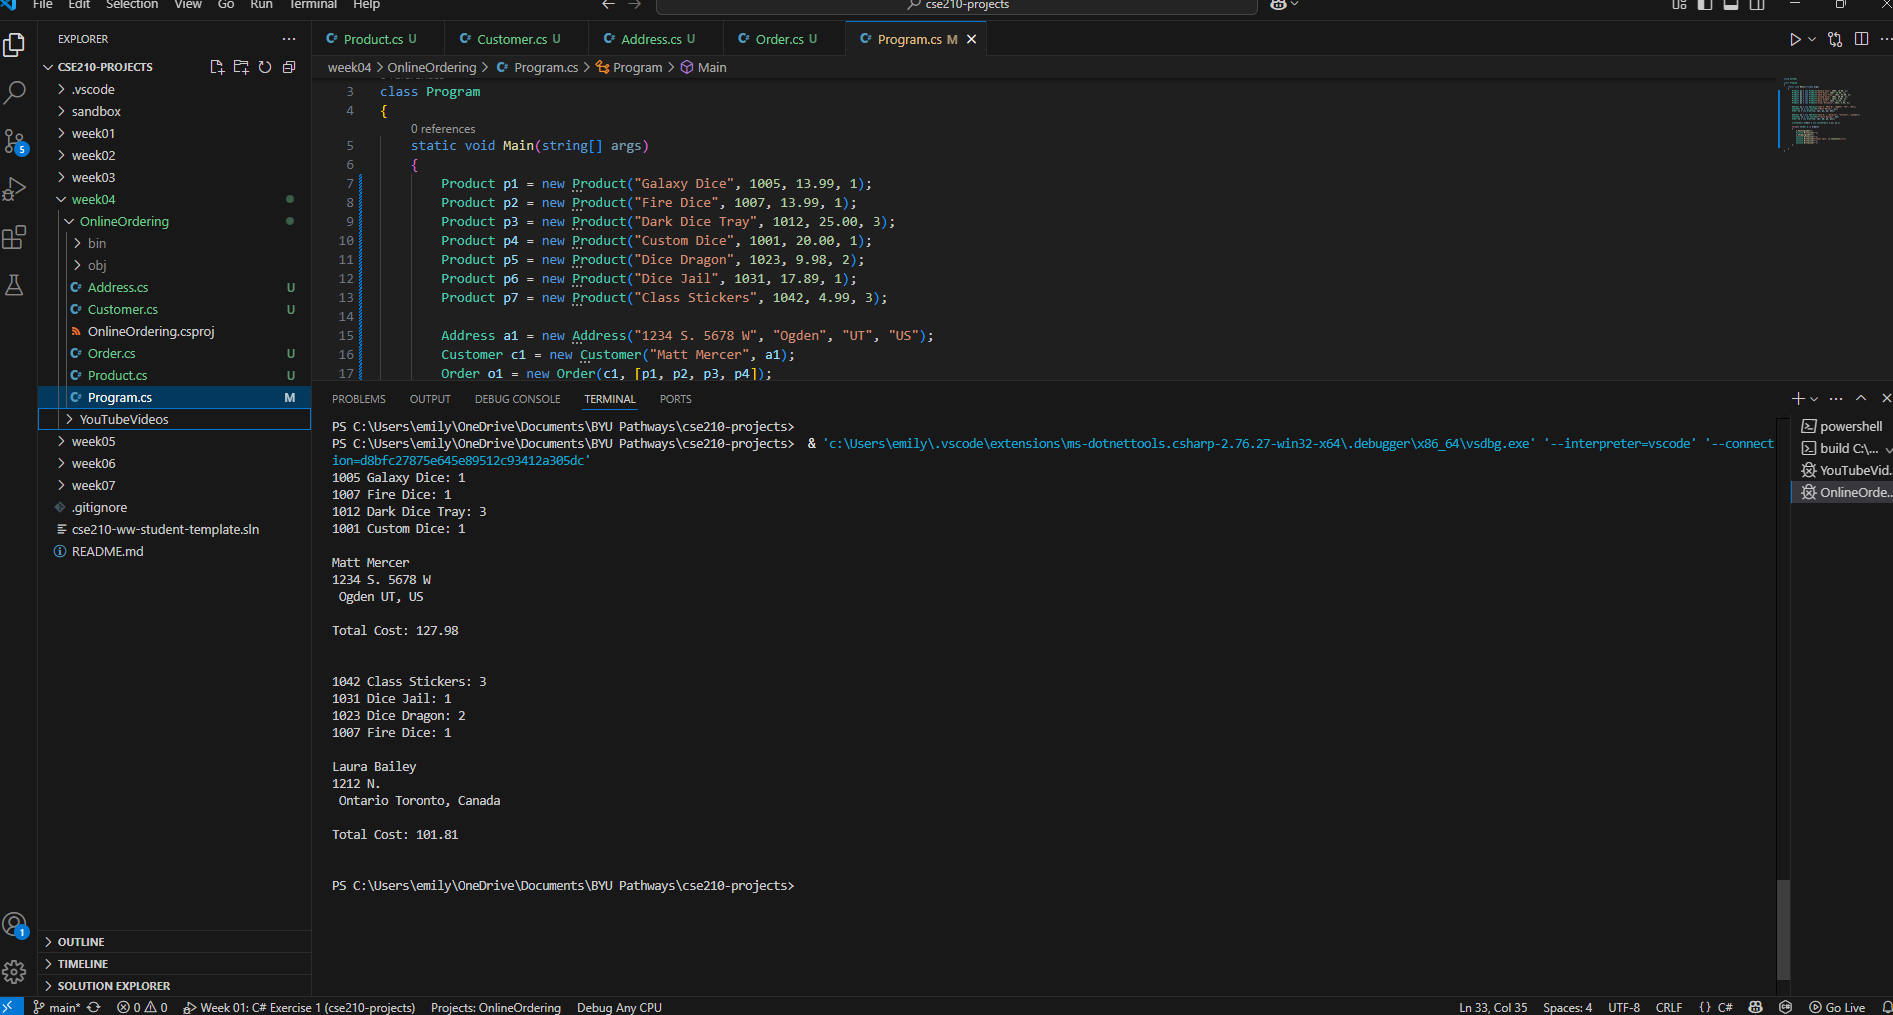 File Edit Selection View Go Run Terminal Help
cse210-projects
EXPLORER
CSE210-PROJECTS
.vscode
sandbox
week01
week02
week03
week04
OnlineOrdering
bin
obj
Address.cs U
Customer.cs U
OnlineOrdering.csproj
Order.cs U
Product.cs U
Program.cs M
YouTubeVideos
week05
week06
week07
.gitignore
cse210-ww-student-template.sln
README.md
OUTLINE
TIMELINE
SOLUTION EXPLORER
5
1
Product.cs U Customer.cs U Address.cs U Order.cs U Program.cs M
week04 > OnlineOrdering > Program.cs > Program > Main
3 class Program
4 {
0 references
5 static void Main(string[] args)
6 {
7 Product p1 = new Product("Galaxy Dice", 1005, 13.99, 1);
8 Product p2 = new Product("Fire Dice", 1007, 13.99, 1);
9 Product p3 = new Product("Dark Dice Tray", 1012, 25.00, 3);
10 Product p4 = new Product("Custom Dice", 1001, 20.00, 1);
11 Product p5 = new Product("Dice Dragon", 1023, 9.98, 2);
12 Product p6 = new Product("Dice Jail", 1031, 17.89, 1);
13 Product p7 = new Product("Class Stickers", 1042, 4.99, 3);
14
15 Address a1 = new Address("1234 S. 5678 W", "Ogden", "UT", "US");
16 Customer c1 = new Customer("Matt Mercer", a1);
17 Order o1 = new Order(c1, [p1, p2, p3, p4]);
PROBLEMS OUTPUT DEBUG CONSOLE TERMINAL PORTS
PS C:\Users\emily\OneDrive\Documents\BYU Pathways\cse210-projects>
PS C:\Users\emily\OneDrive\Documents\BYU Pathways\cse210-projects> & 'c:\Users\emily\.vscode\extensions\ms-dotnettools.csharp-2.76.27-win32-x64\.debugger\x86_64\vsdbg.exe' '--interpreter=vscode' '--connect
ion=d8bfc27875e645e89512c93412a305dc'
1005 Galaxy Dice: 1
1007 Fire Dice: 1
1012 Dark Dice Tray: 3
1001 Custom Dice: 1
Matt Mercer
1234 S. 5678 W
Ogden UT, US
Total Cost: 127.98
1042 Class Stickers: 3
1031 Dice Jail: 1
1023 Dice Dragon: 2
1007 Fire Dice: 1
Laura Bailey
1212 N.
Ontario Toronto, Canada
Total Cost: 101.81
PS C:\Users\emily\OneDrive\Documents\BYU Pathways\cse210-projects>
powershell
build C:\...
YouTubeVid...
OnlineOrde...
main* 0 0 Week 01: C# Exercise 1 (cse210-projects) Projects: OnlineOrdering Debug Any CPU
Ln 33, Col 35 Spaces: 4 UTF-8 CRLF {} C# Go Live